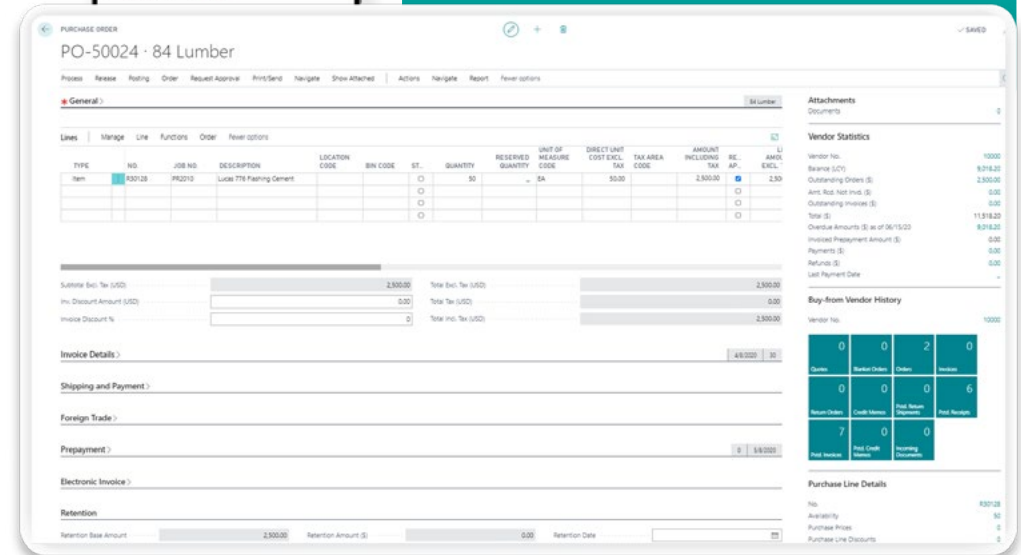 PURCHASE ORDER
✓ SAVED
PO-50024 · 84 Lumber
Process Release Posting Order Request Approval Print/Send Navigate Show Attached | Actions Navigate Report Fewer options
General >
84 Lumber
Lines | Manage Line Functions Order Fewer options
TYPE NO. JOB NO. DESCRIPTION LOCATION CODE BIN CODE ST... QUANTITY RESERVED QUANTITY UNIT OF MEASURE CODE DIRECT UNIT COST EXCL. TAX TAX AREA CODE AMOUNT INCLUDING TAX RE... AP...
Item R30128 PR2010 Lucas 776 Flashing Cement 50 _ EA 50.00 2,500.00
Subtotal Excl. Tax (USD) 2,500.00 Total Excl. Tax (USD) 2,500.00
Inv. Discount Amount (USD) 0.00 Total Tax (USD) 0.00
Invoice Discount % 0 Total Incl. Tax (USD) 2,500.00
Invoice Details > 4/8/2020 30
Shipping and Payment >
Foreign Trade >
Prepayment > 0 5/8/2020
Electronic Invoice >
Retention
Retention Base Amount 2,500.00 Retention Amount ($) 0.00 Retention Date
Attachments
Documents 0
Vendor Statistics
Vendor No. 10000
Balance (LCY) 9,018.20
Outstanding Orders ($) 2,500.00
Amt. Rcd. Not Invd. ($) 0.00
Outstanding Invoices ($) 0.00
Total ($) 11,518.20
Overdue Amounts ($) as of 06/15/20 9,018.20
Invoiced Prepayment Amount ($) 0.00
Payments ($) 0.00
Refunds ($) 0.00
Last Payment Date _
Buy-from Vendor History
Vendor No. 10000
0 0 2 0
Quotes Blanket Orders Orders Invoices
0 0 0 6
Return Orders Credit Memos Pstd. Return Shipments Pstd. Receipts
7 0 0
Pstd. Invoices Pstd. Credit Memos Incoming Documents
Purchase Line Details
No. R30128
Availability 50
Purchase Prices 0
Purchase Line Discounts 0